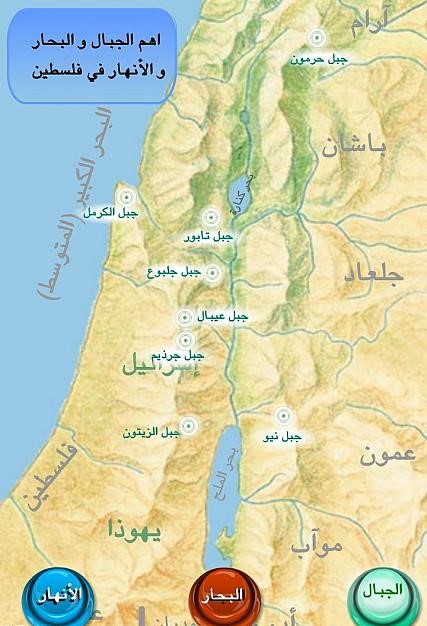 اهم الجبال و البحار
و الأنهار في فلسطين
آرام
جبل حرمون
باشان
البحر الكبير (المتوسط)
بحر كنارة
جبل الكرمل
جبل تابور
جبل جلبوع
جلعاد
جبل عيبال
جبل جرذيم
إسرائيل
جبل الزيتون
جبل نبو
عمون
فلسطين
بحر الملح
يهوذا
موآب
الأنهار
البحار
الجبال